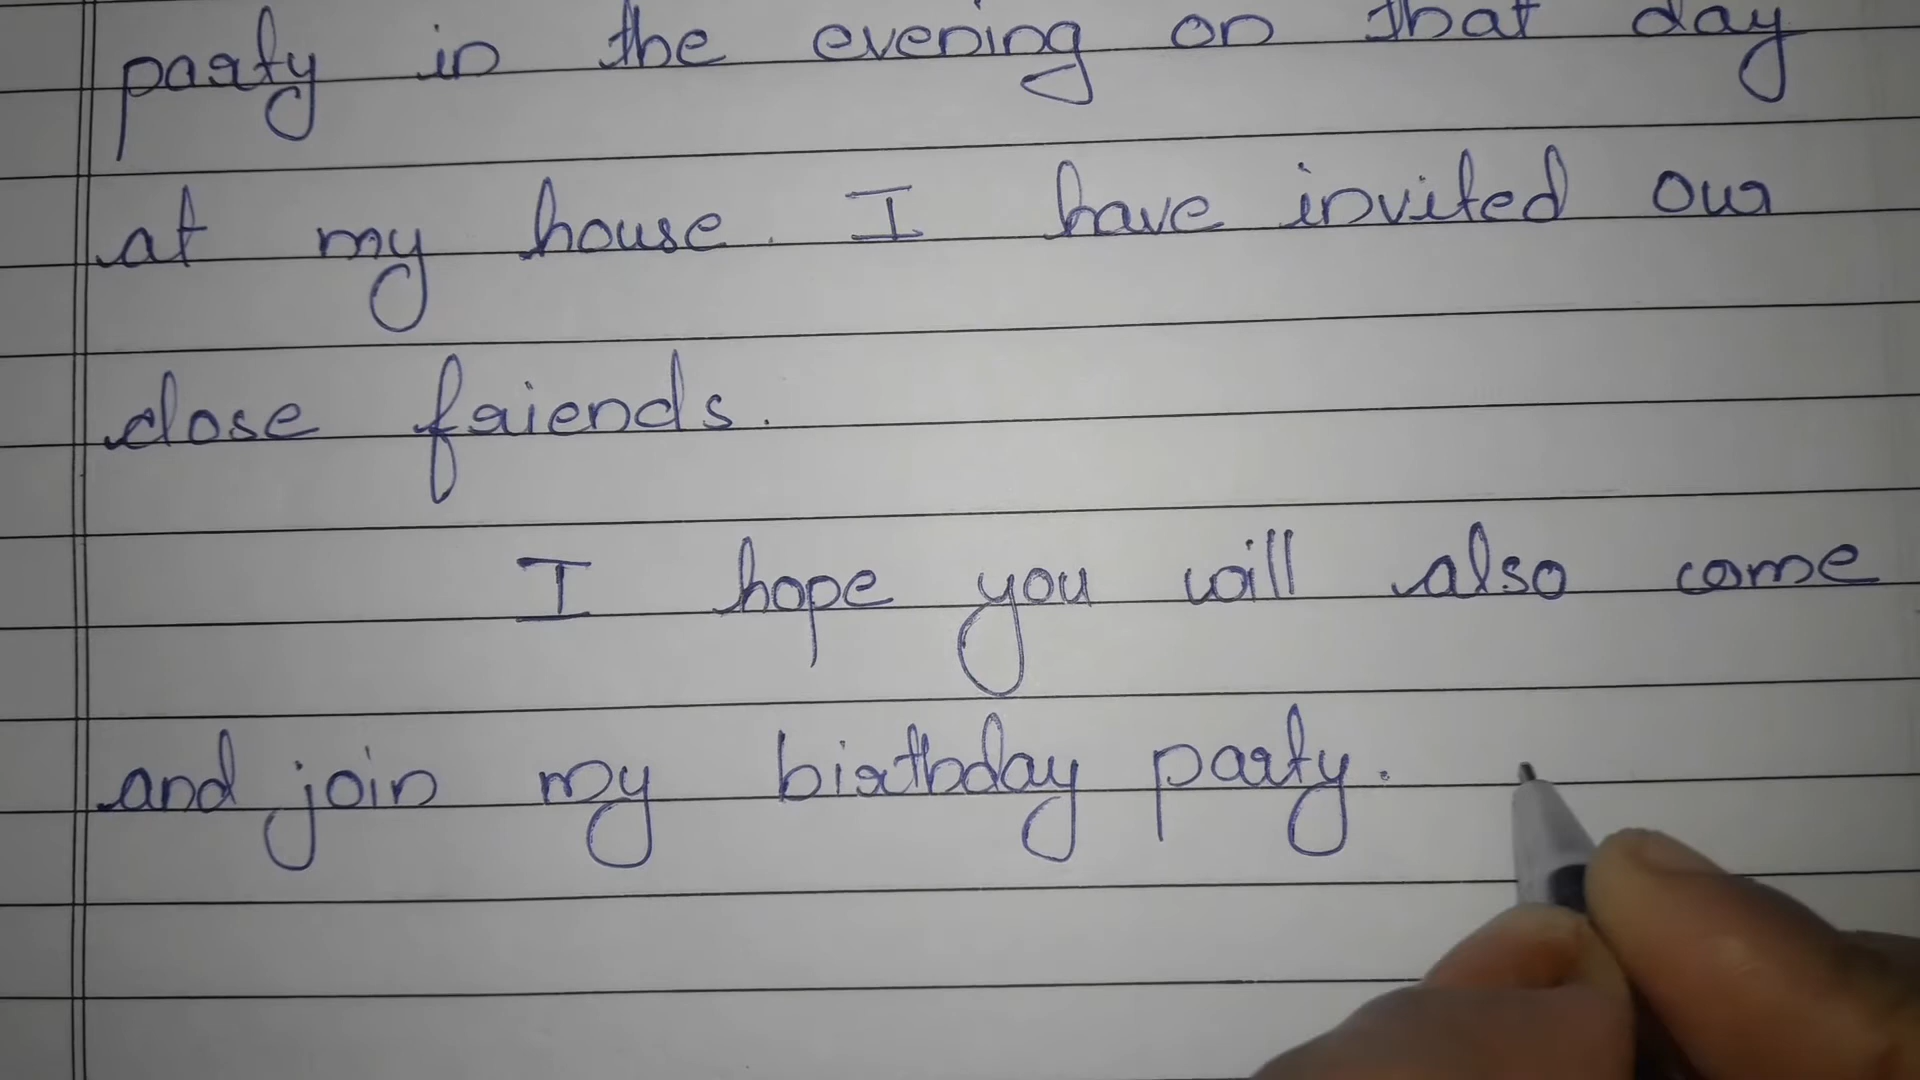 party in the evening on that day
at my house. I have invited our
close friends.
I hope you will also come
and join my birthday party.